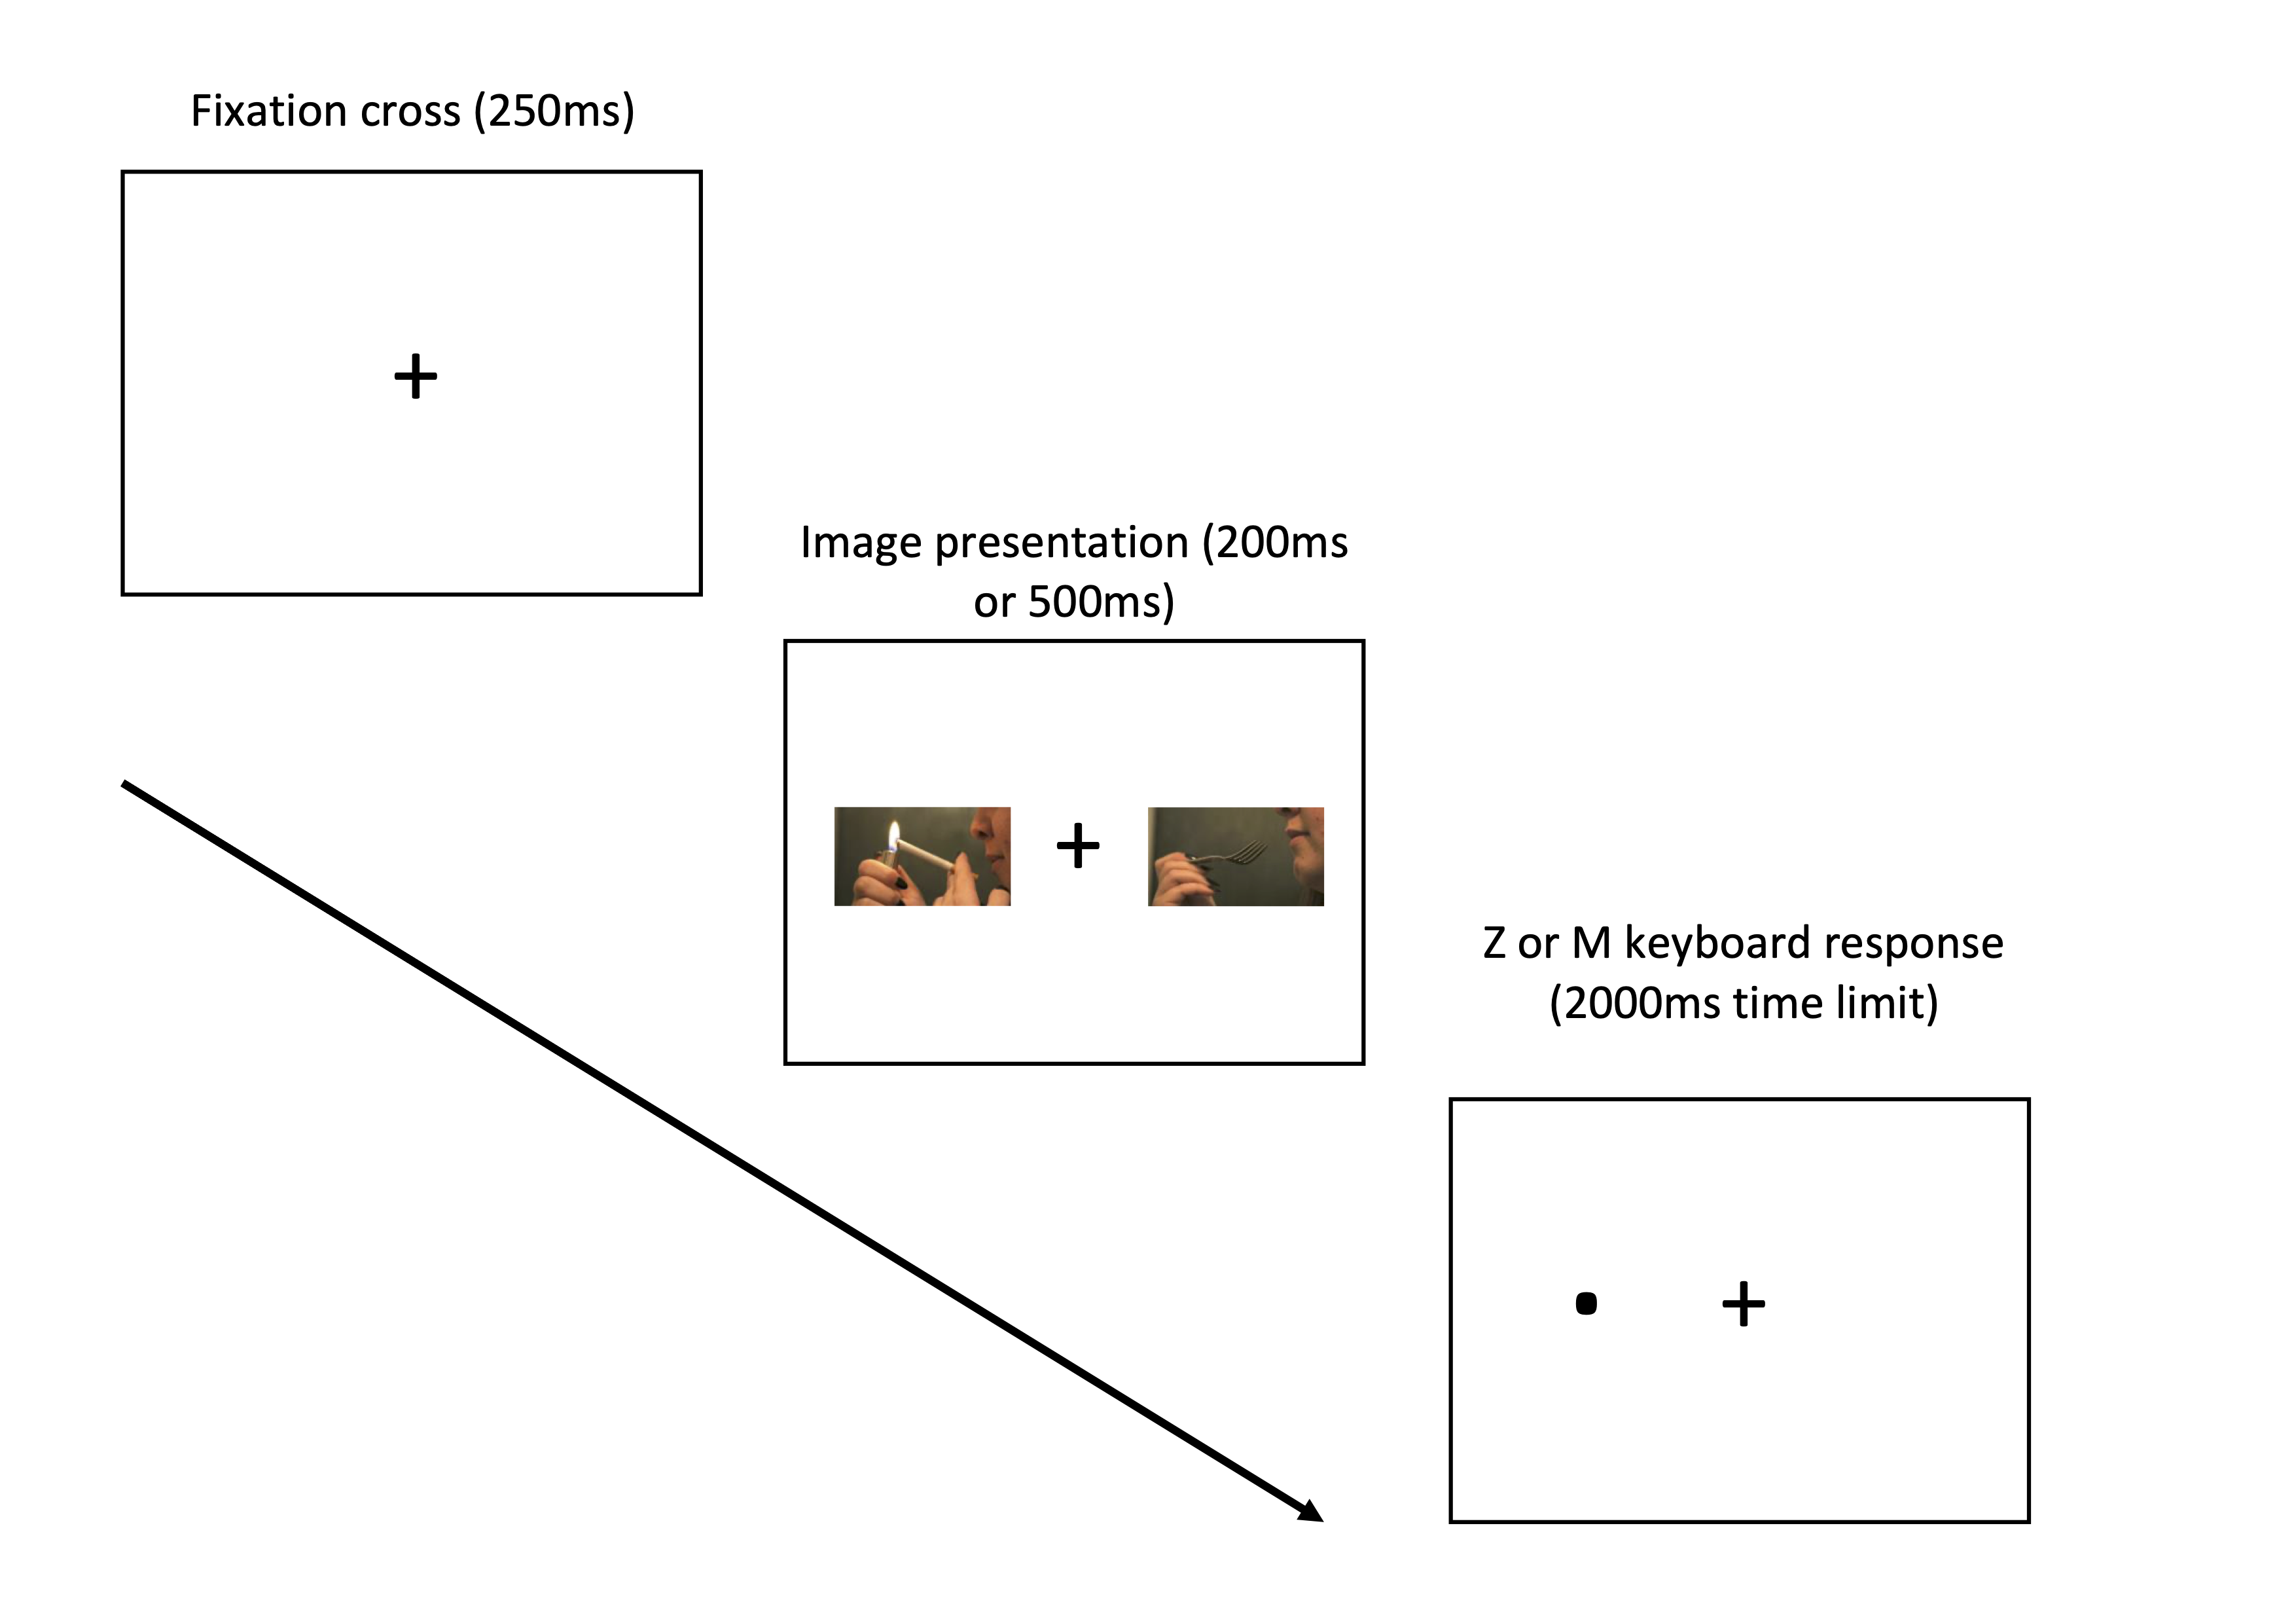 Fixation cross (250ms)
Image presentation (200ms
or 500ms)
Z or M keyboard response
(2000ms time limit)